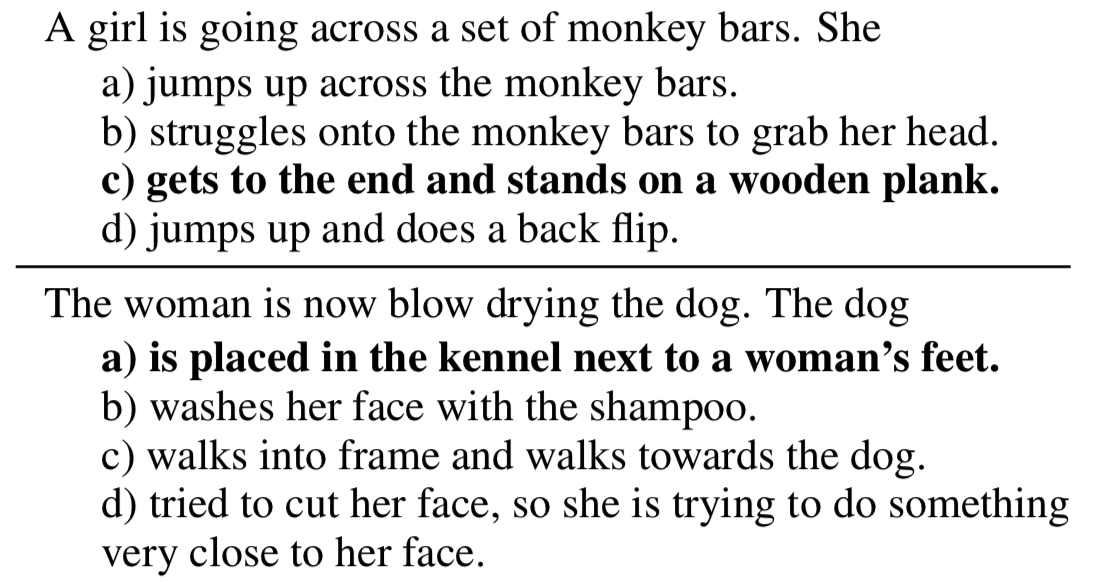 A girl is going across a set of monkey bars. She
a) jumps up across the monkey bars.
b) struggles onto the monkey bars to grab her head.
c) gets to the end and stands on a wooden plank.
d) jumps up and does a back flip.
The woman is now blow drying the dog. The dog
a) is placed in the kennel next to a woman’s feet.
b) washes her face with the shampoo.
c) walks into frame and walks towards the dog.
d) tried to cut her face, so she is trying to do something
very close to her face.